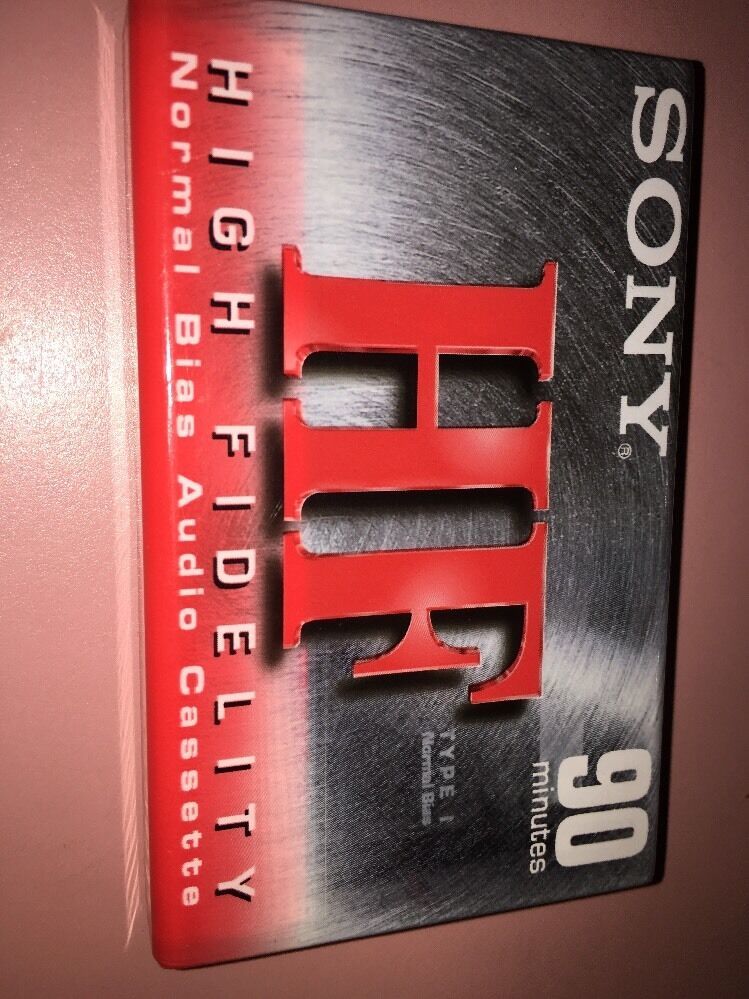 SONY®
90
minutes
HF
TYPE I
Normal Bias
HIGH FIDELITY
Normal Bias Audio Cassette